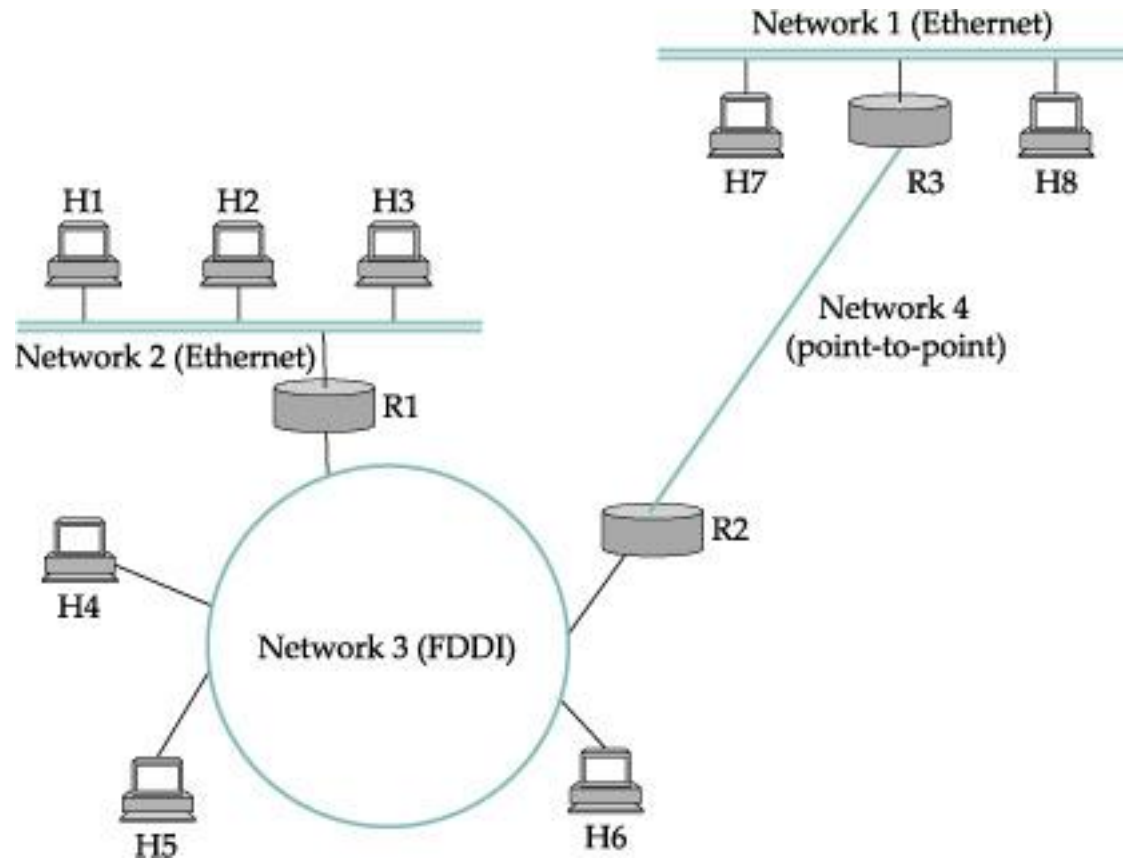 Network 1 (Ethernet)
H7
R3
H8
H1
H2
H3
Network 4
(point-to-point)
Network 2 (Ethernet)
R1
R2
H4
Network 3 (FDDI)
H5
H6